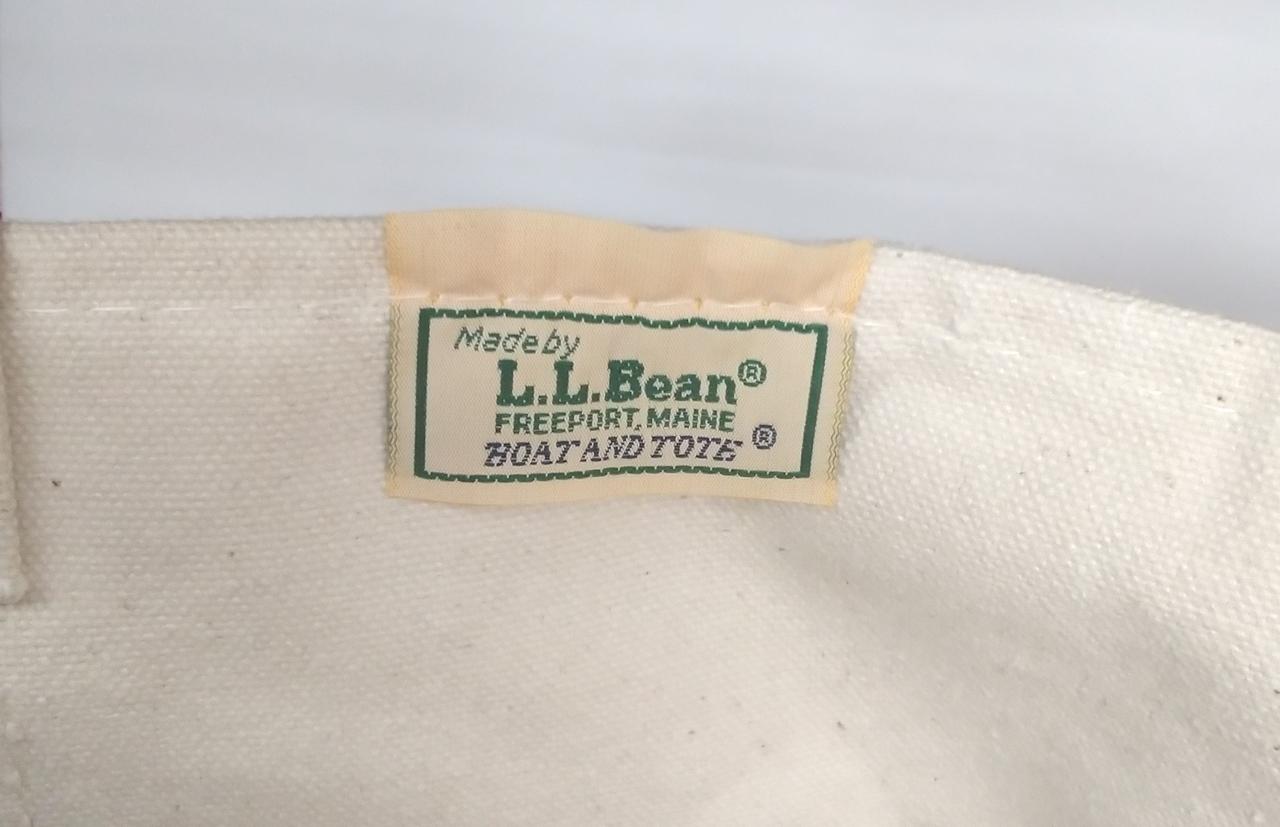 Made by
L.L.Bean®
FREEPORT, MAINE
BOAT AND TOTE ®